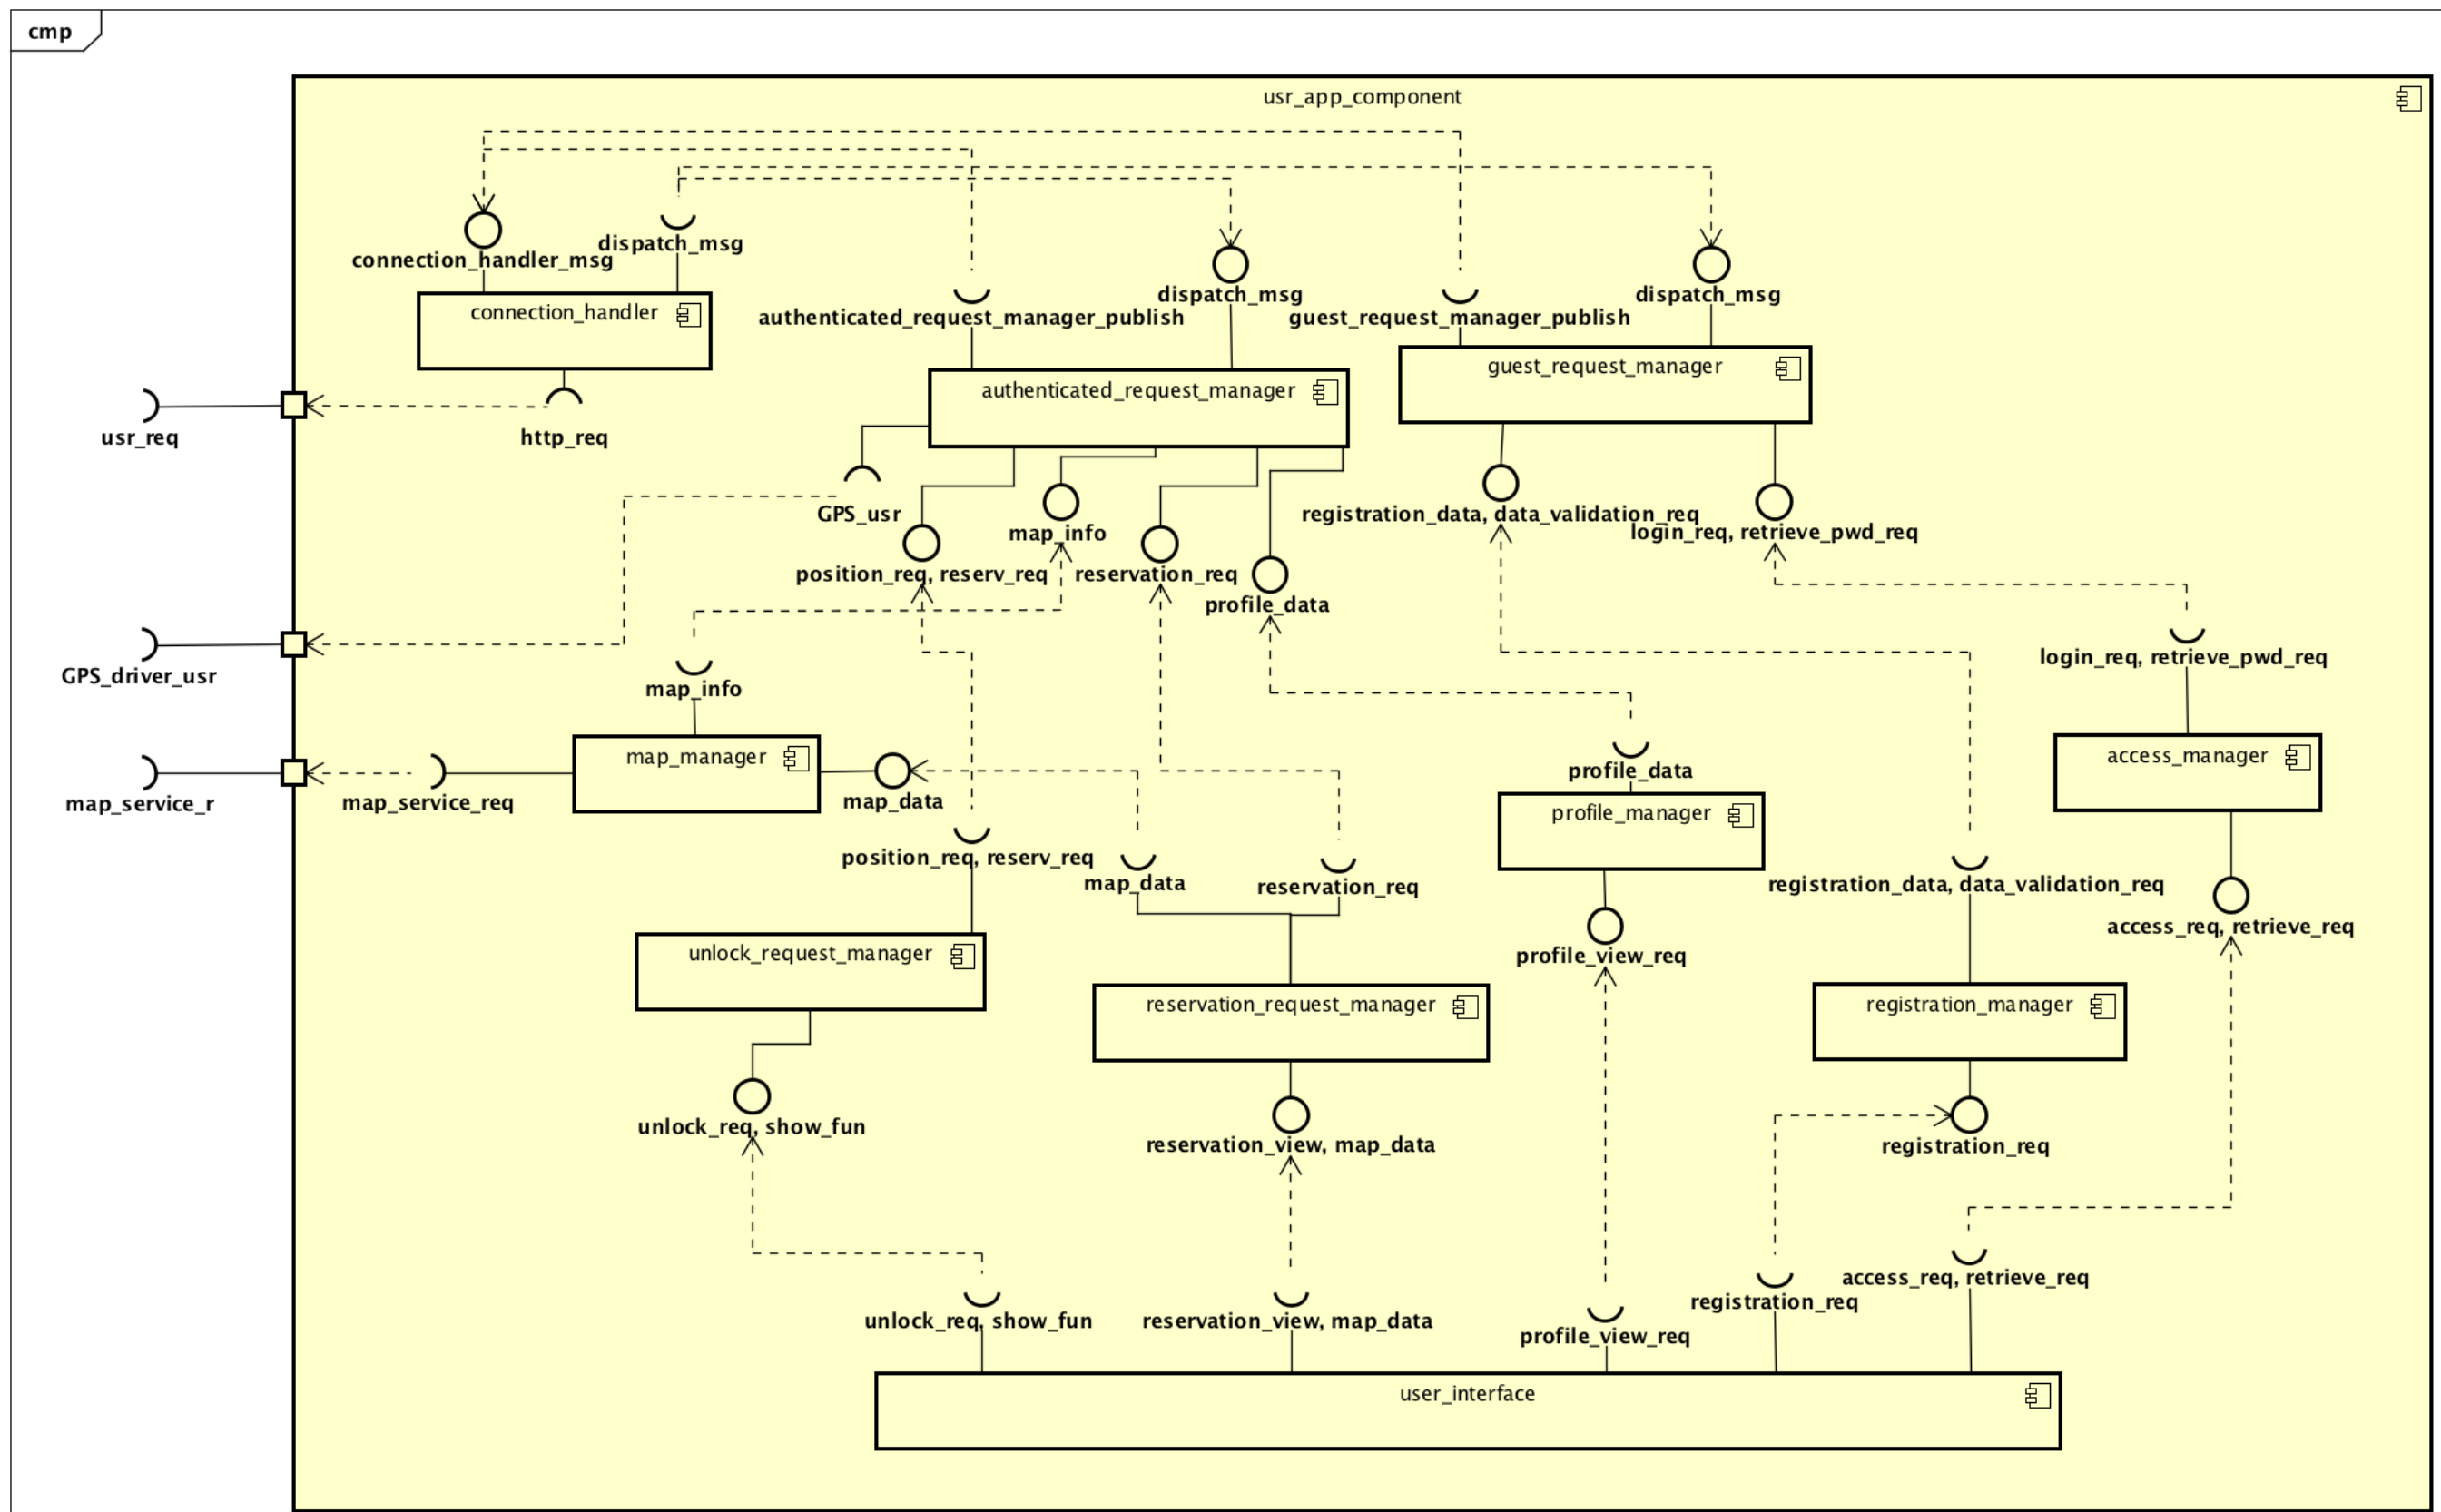 cmp
usr_app_component
dispatch_msg
connection_handler_msg
connection_handler
dispatch_msg
dispatch_msg
authenticated_request_manager_publish
guest_request_manager_publish
guest_request_manager
authenticated_request_manager
usr_req
http_req
GPS_usr
map_info
registration_data, data_validation_req
login_req, retrieve_pwd_req
position_req, reserv_req
reservation_req
profile_data
login_req, retrieve_pwd_req
GPS_driver_usr
map_info
map_manager
access_manager
profile_data
map_service_r
map_service_req
map_data
profile_manager
position_req, reserv_req
map_data
reservation_req
registration_data, data_validation_req
access_req, retrieve_req
unlock_request_manager
profile_view_req
reservation_request_manager
registration_manager
unlock_req, show_fun
reservation_view, map_data
registration_req
access_req, retrieve_req
registration_req
unlock_req, show_fun
reservation_view, map_data
profile_view_req
user_interface